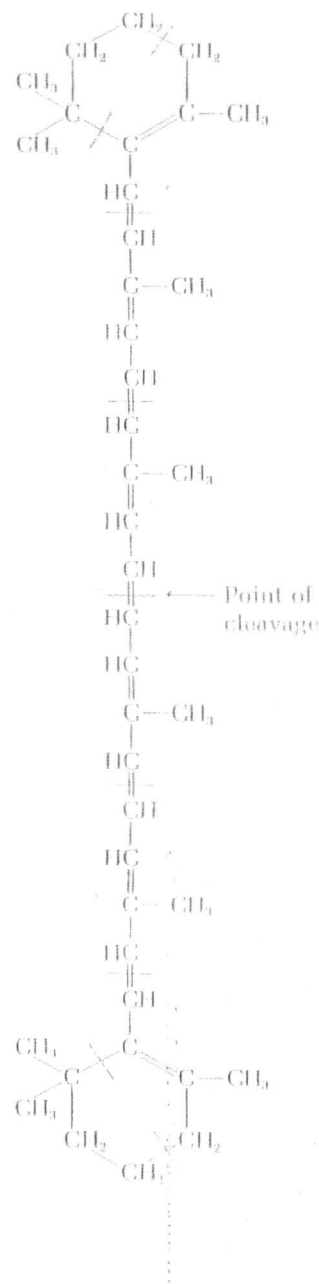 CH₂
CH₂ CH₂
CH₃
C C—CH₃
CH₃ C
HC
CH
C—CH₃
HC
CH
HC
C—CH₃
HC
CH
Point of
HC
cleavage
HC
C—CH₃
HC
CH
HC
C—CH₃
HC
CH
CH₃ C
C C—CH₃
CH₃
CH₂ CH₂
CH₂